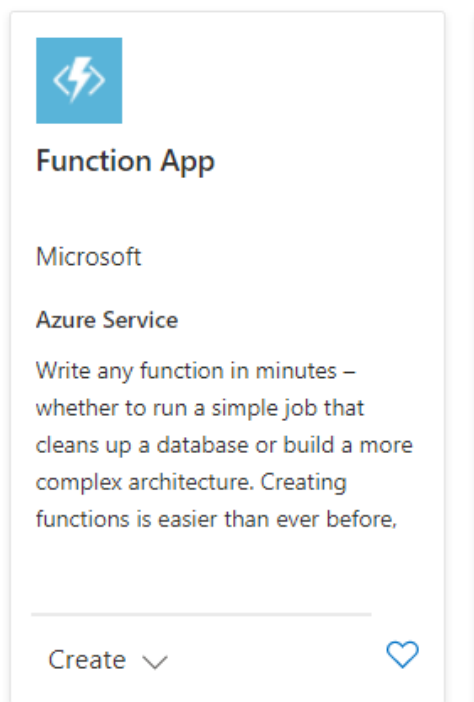 Function App
Microsoft
Azure Service
Write any function in minutes –
whether to run a simple job that
cleans up a database or build a more
complex architecture. Creating
functions is easier than ever before,
Create